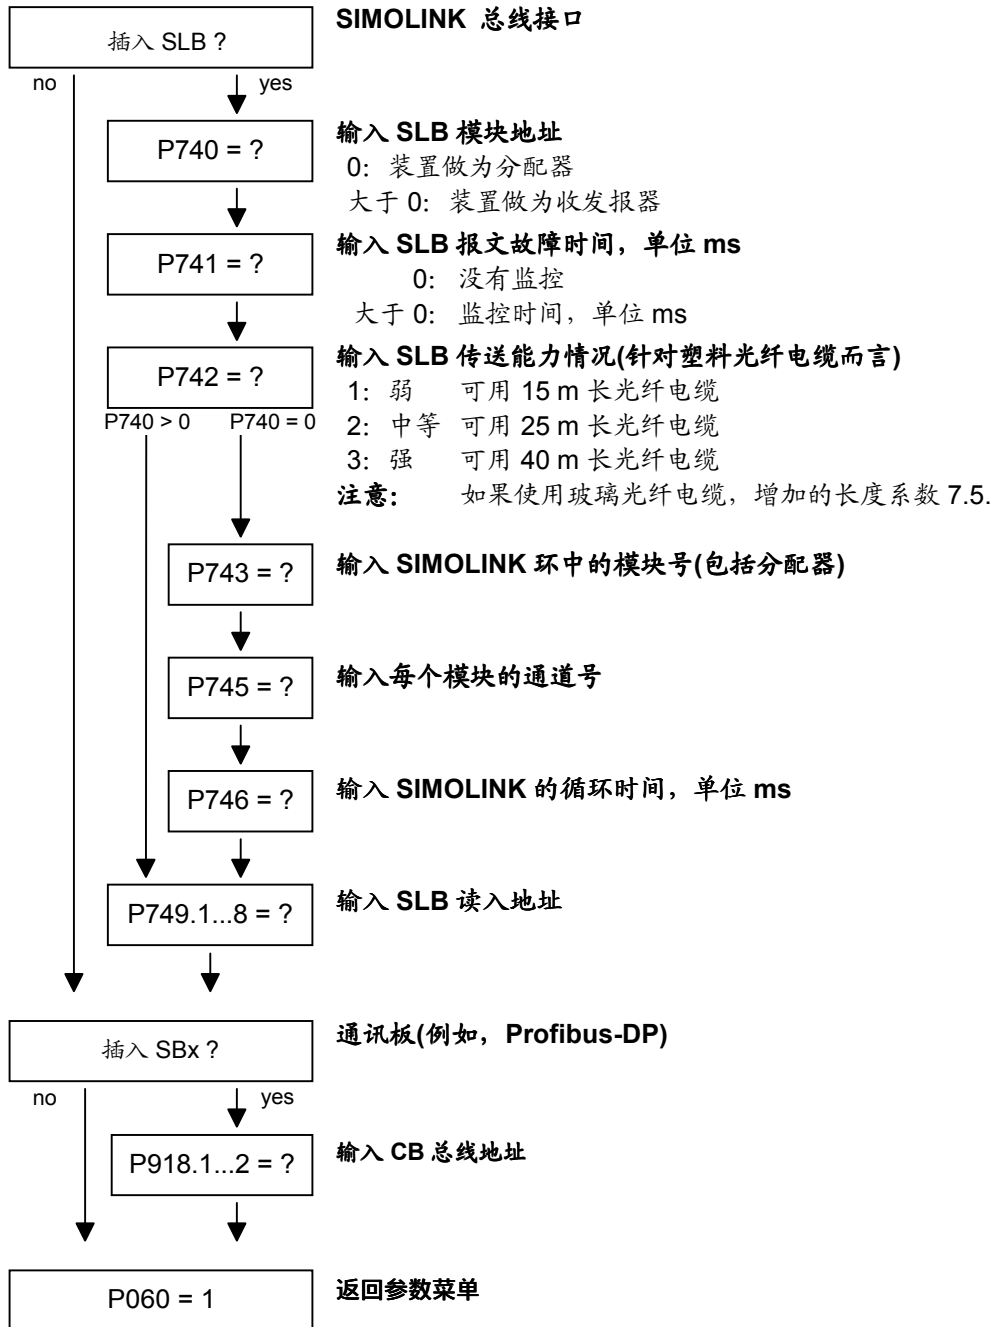 SIMOLINK 总线接口
插入 SLB ?
no
yes
P740 = ?
输入 SLB 模块地址
0：装置做为分配器
大于 0：装置做为收发报器
P741 = ?
输入 SLB 报文故障时间，单位 ms
0：没有监控
大于 0：监控时间，单位 ms
P742 = ?
输入 SLB 传送能力情况(针对塑料光纤电缆而言)
1：弱 可用 15 m 长光纤电缆
P740 > 0
P740 = 0
2：中等 可用 25 m 长光纤电缆
3：强 可用 40 m 长光纤电缆
注意： 如果使用玻璃光纤电缆，增加的长度系数 7.5.
P743 = ?
输入 SIMOLINK 环中的模块号(包括分配器)
P745 = ?
输入每个模块的通道号
P746 = ?
输入 SIMOLINK 的循环时间，单位 ms
P749.1...8 = ?
输入 SLB 读入地址
插入 SBx ?
通讯板(例如，Profibus-DP)
no
yes
P918.1...2 = ?
输入 CB 总线地址
P060 = 1
返回参数菜单